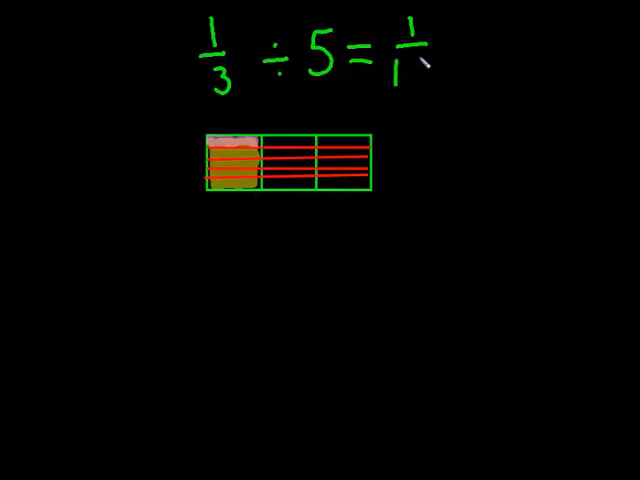 1/3 ÷ 5 = 1/1